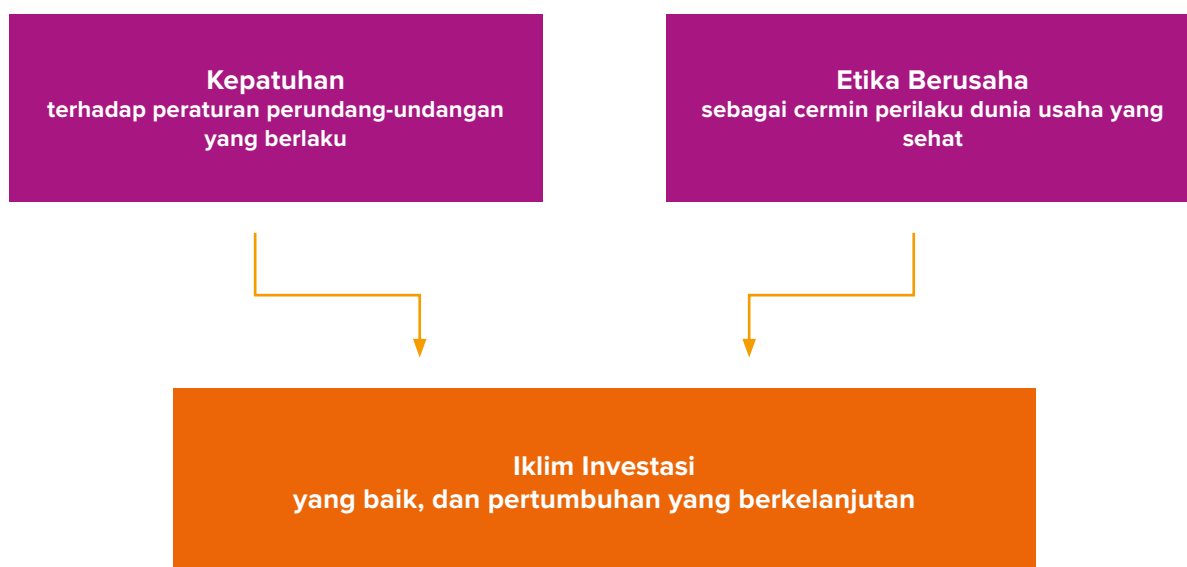 Kepatuhan
terhadap peraturan perundang-undangan
yang berlaku
Etika Berusaha
sebagai cermin perilaku dunia usaha yang
sehat
Iklim Investasi
yang baik, dan pertumbuhan yang berkelanjutan